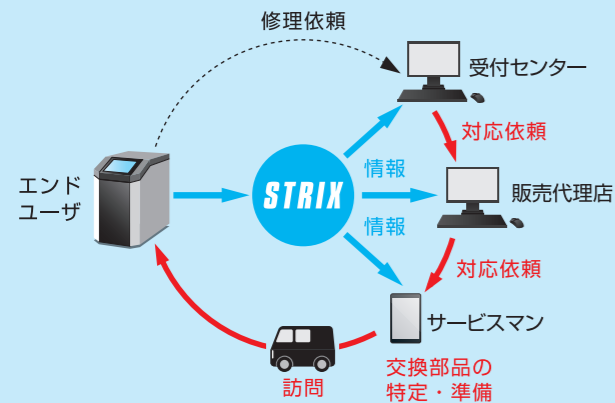 修理依頼
受付センター
対応依頼
エンド
ユーザ
STRIX
情報
販売代理店
情報
対応依頼
サービスマン
訪問
交換部品の
特定・準備